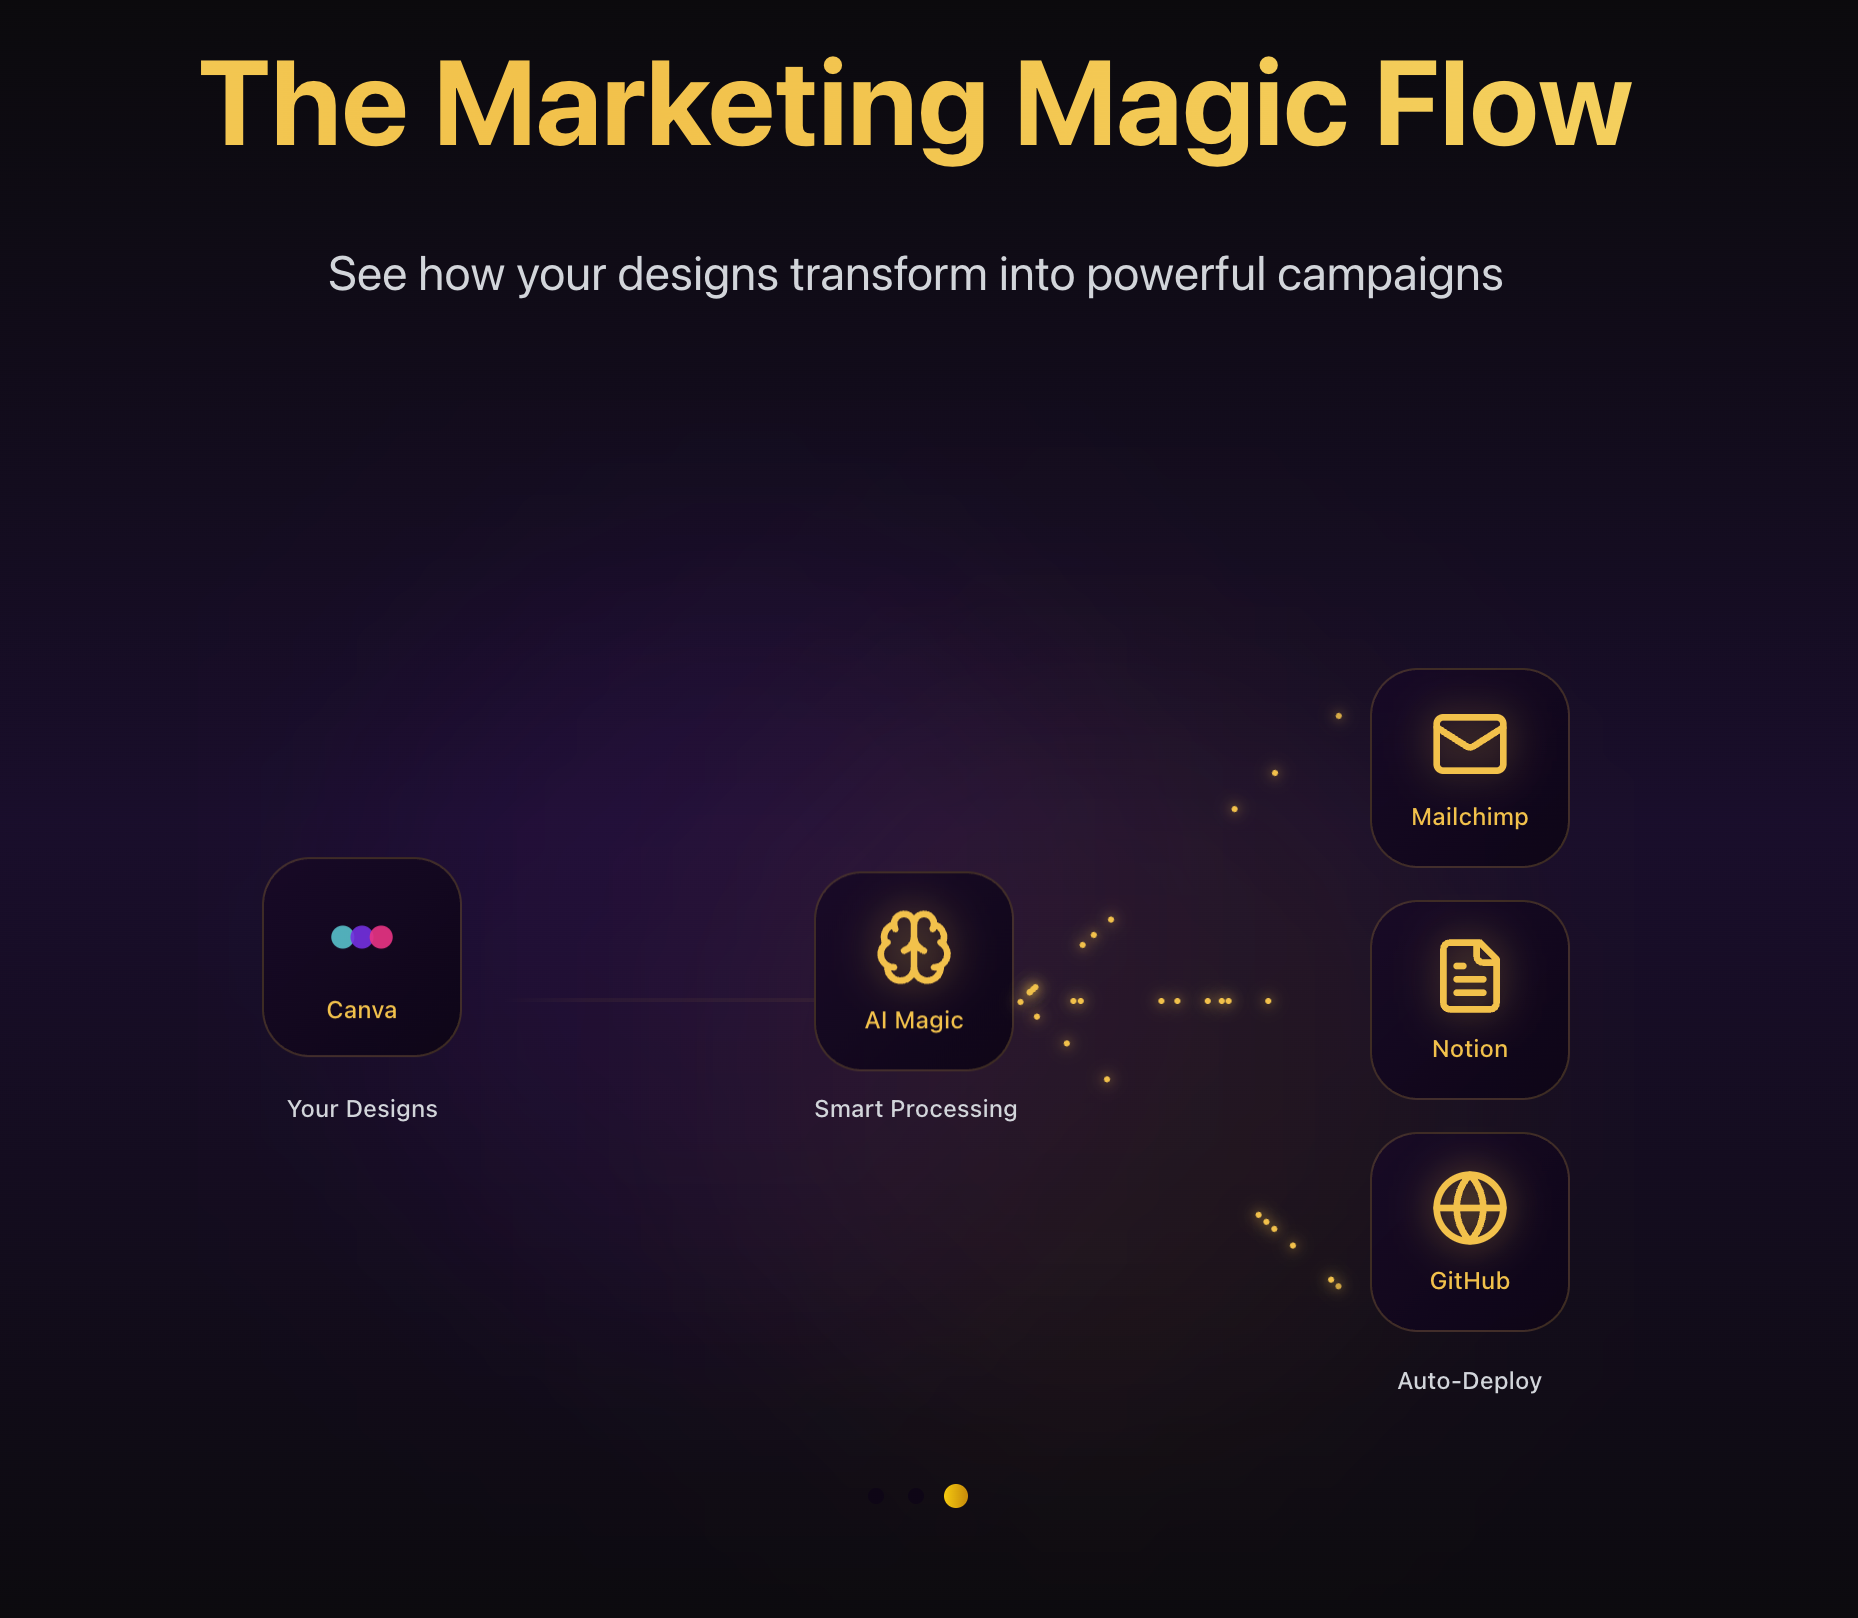 The Marketing Magic Flow
See how your designs transform into powerful campaigns
Canva
Your Designs
AI Magic
Smart Processing
Mailchimp
Notion
GitHub
Auto-Deploy